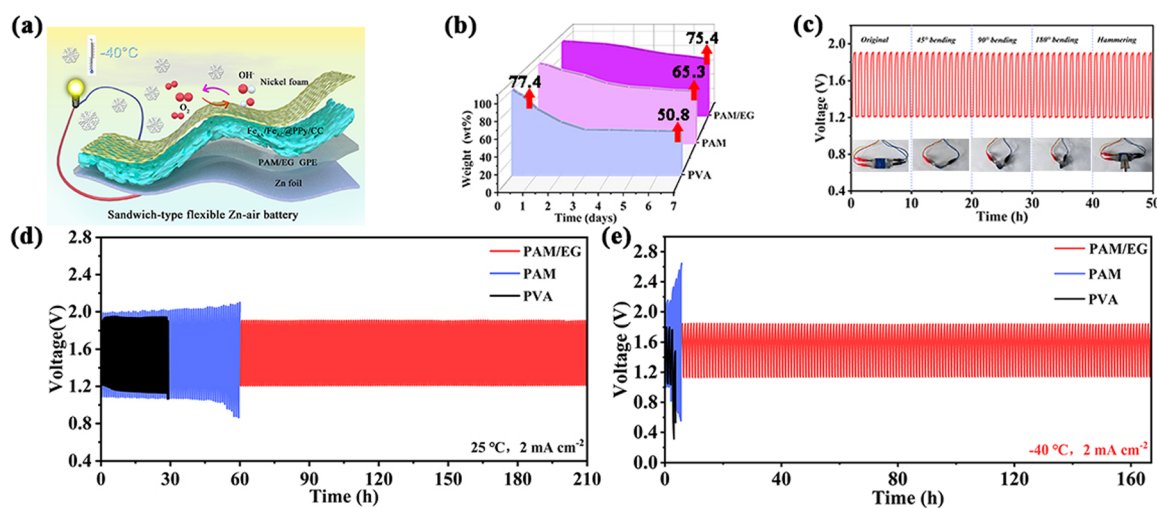 (a)
-40°C
OH⁻
Nickel foam
O₂
PAM/EG GPE
Zn foil
Sandwich-type flexible Zn-air battery
(b)
77.4
75.4
65.3
50.8
Weight (wt%)
100
80
60
40
20
0
0 1 2 3 4 5 6 7
Time (days)
PAM/EG
PAM
PVA
(c)
Original 45° bending 90° bending 180° bending Hammering
Voltage (V)
2.0
1.6
1.2
0.8
0.4
0 10 20 30 40 50
Time (h)
(d)
PAM/EG
PAM
PVA
Voltage(V)
2.8
2.4
2.0
1.6
1.2
0.8
0.4
25 °C, 2 mA cm⁻²
0 30 60 90 120 150 180 210
Time (h)
(e)
PAM/EG
PAM
PVA
Voltage (V)
2.8
2.4
2.0
1.6
1.2
0.8
0.4
0.0
-40 °C, 2 mA cm⁻²
0 40 80 120 160
Time (h)